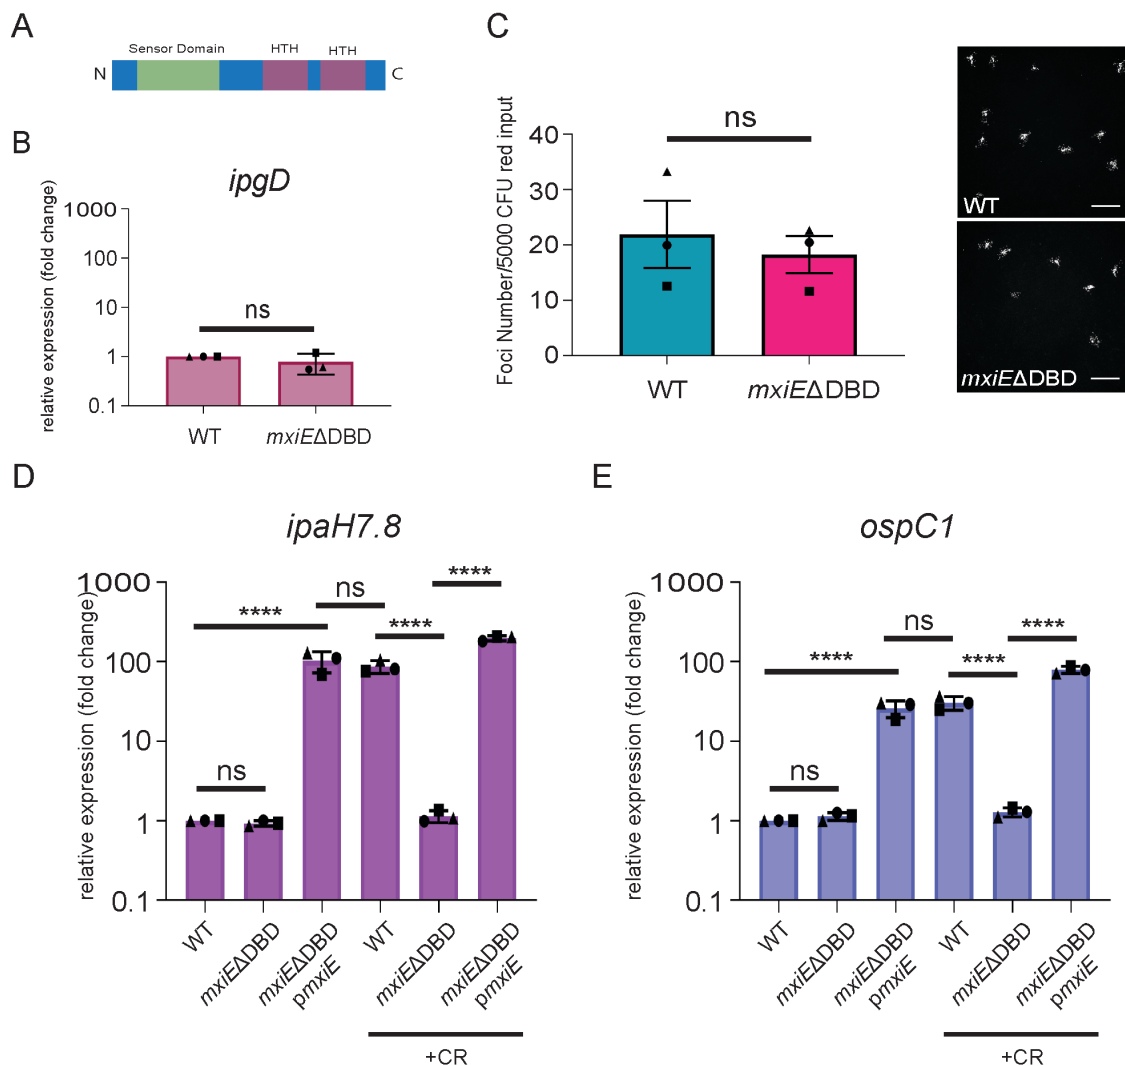 A
Sensor Domain HTH HTH
N C
B
ipgD
relative expression (fold change)
1000
100
10
1
0.1
ns
WT mxiEΔDBD
C
Foci Number/5000 CFU red input
40
30
20
10
0
ns
WT mxiEΔDBD
WT
mxiEΔDBD
D
ipaH7.8
relative expression (fold change)
1000
100
10
1
0.1
ns
****
ns
****
****
WT
mxiEΔDBD
mxiEΔDBD
pmxiE
WT
mxiEΔDBD
mxiEΔDBD
pmxiE
+CR
E
ospC1
relative expression (fold change)
1000
100
10
1
0.1
ns
****
ns
****
****
WT
mxiEΔDBD
mxiEΔDBD
pmxiE
WT
mxiEΔDBD
mxiEΔDBD
pmxiE
+CR